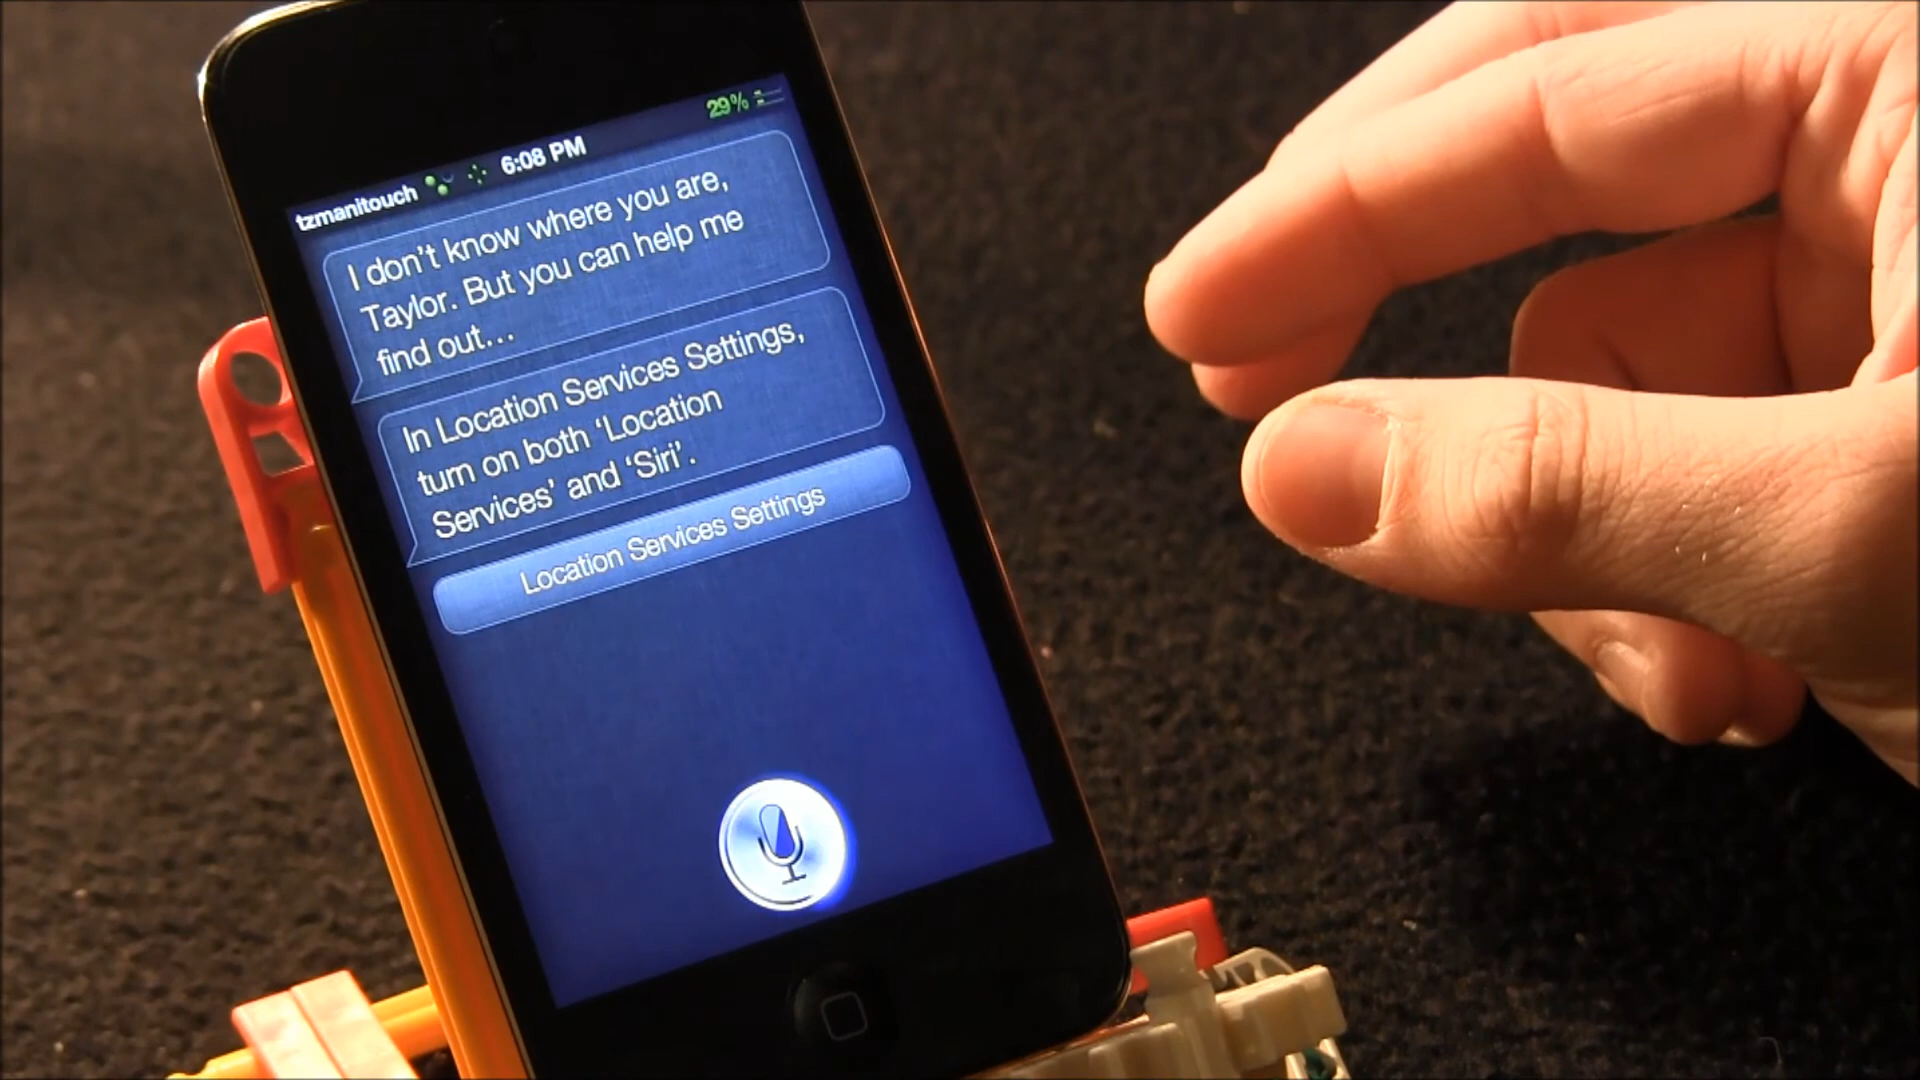 tzmanitouch 6:08 PM 29%
I don't know where you are,
Taylor. But you can help me
find out...
In Location Services Settings,
turn on both 'Location
Services' and 'Siri'.
Location Services Settings